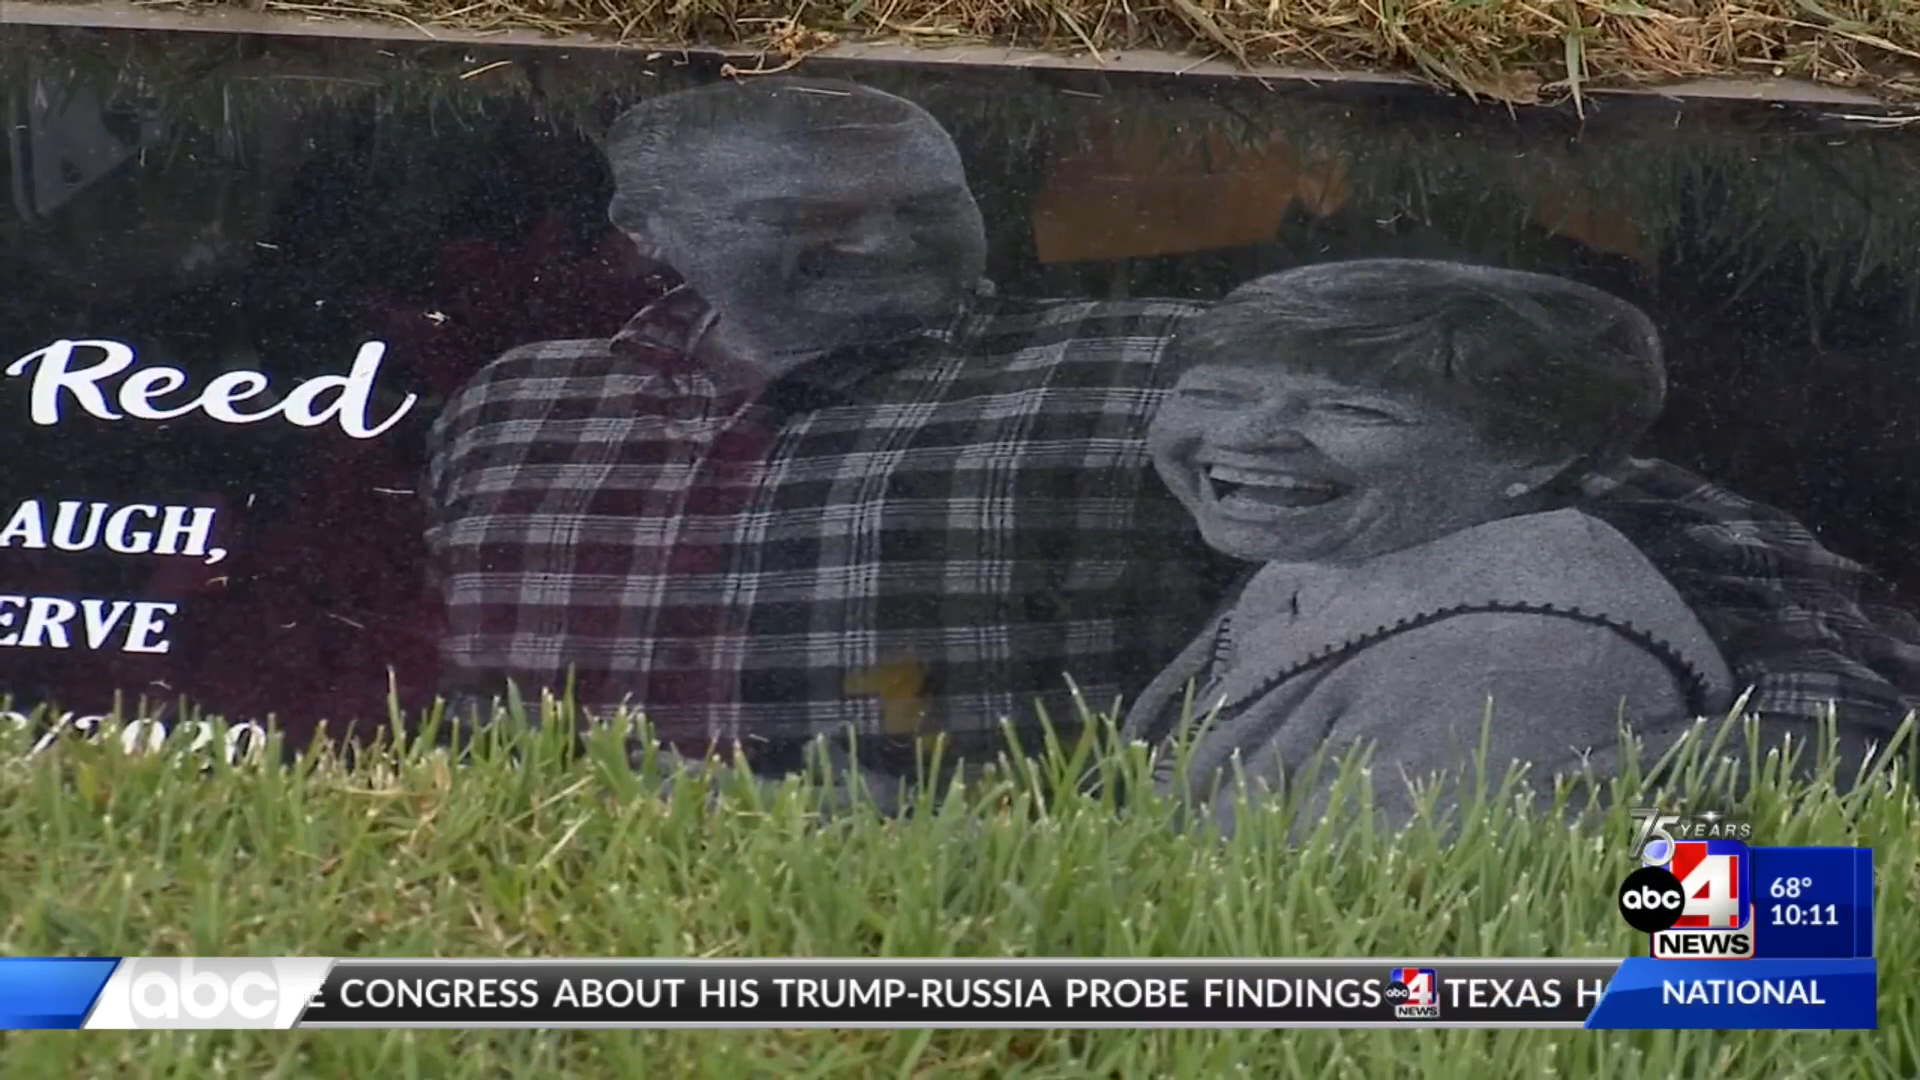 Reed
AUGH,
ERVE
/2020
75 YEARS
abc 4 NEWS
68°
10:11
abc
E CONGRESS ABOUT HIS TRUMP-RUSSIA PROBE FINDINGS abc 4 NEWS TEXAS H
NATIONAL